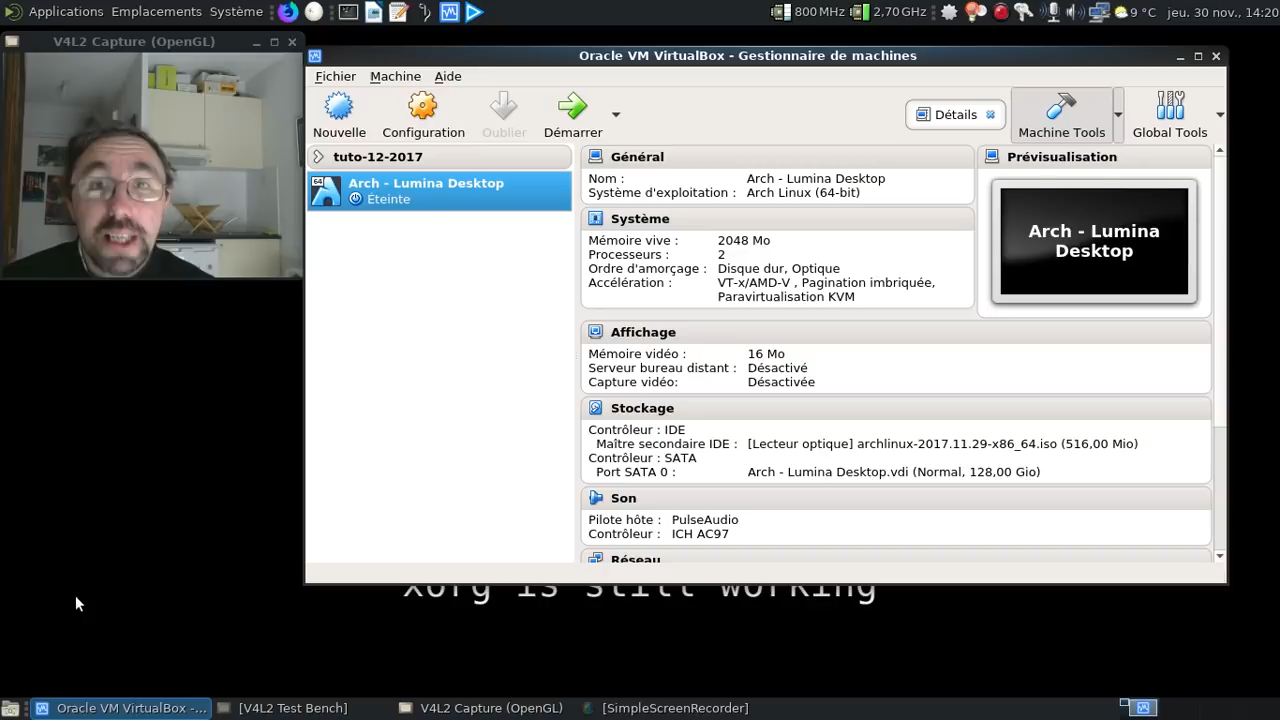 Applications Emplacements Système
800 MHz 2,70 GHz 9 °C jeu. 30 nov., 14:20
V4L2 Capture (OpenGL)
Oracle VM VirtualBox - Gestionnaire de machines
Fichier Machine Aide
Nouvelle Configuration Oublier Démarrer Détails Machine Tools Global Tools
tuto-12-2017
64 Arch - Lumina Desktop
Éteinte
Général
Nom : Arch - Lumina Desktop
Système d'exploitation : Arch Linux (64-bit)
Prévisualisation
Arch - Lumina
Desktop
Système
Mémoire vive : 2048 Mo
Processeurs : 2
Ordre d'amorçage : Disque dur, Optique
Accélération : VT-x/AMD-V , Pagination imbriquée,
Paravirtualisation KVM
Affichage
Mémoire vidéo : 16 Mo
Serveur bureau distant : Désactivé
Capture vidéo: Désactivée
Stockage
Contrôleur : IDE
Maître secondaire IDE : [Lecteur optique] archlinux-2017.11.29-x86_64.iso (516,00 Mio)
Contrôleur : SATA
Port SATA 0 : Arch - Lumina Desktop.vdi (Normal, 128,00 Gio)
Son
Pilote hôte : PulseAudio
Contrôleur : ICH AC97
Réseau
Xorg is still working
Oracle VM VirtualBox -... [V4L2 Test Bench] V4L2 Capture (OpenGL) [SimpleScreenRecorder]